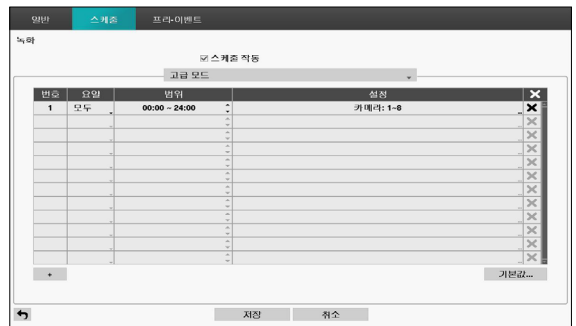 일반 스케줄 프리-이벤트
녹화
스케줄 작동
고급 모드
번호 요일 범위 설정
1 모두 00:00 ~ 24:00 카메라: 1~8
+ 기본값...
저장 취소